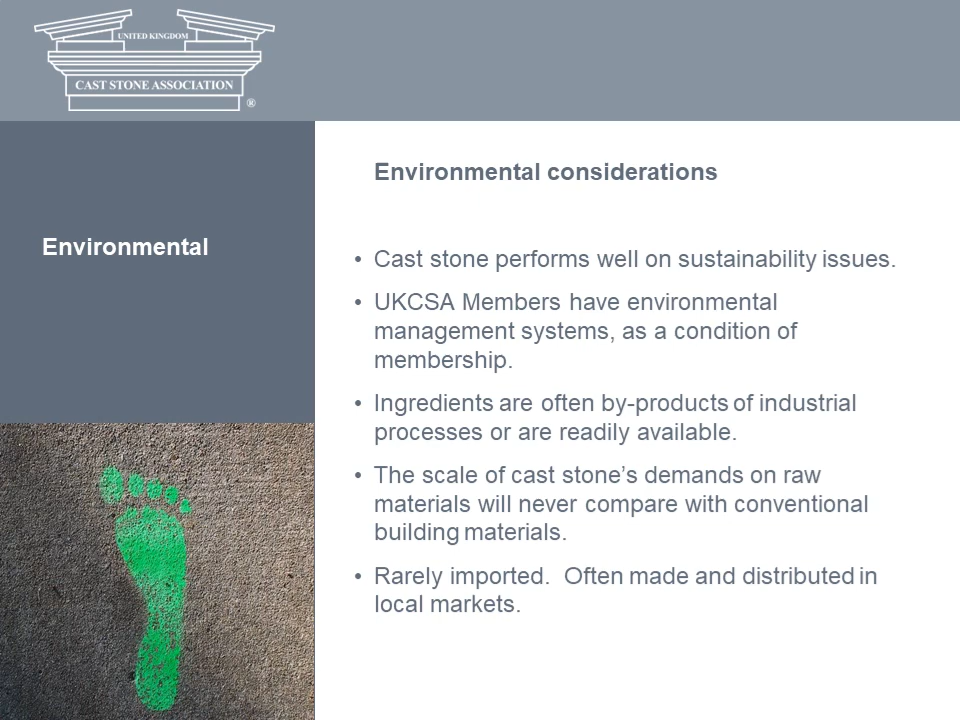 UNITED KINGDOM
CAST STONE ASSOCIATION
®
Environmental
Environmental considerations
• Cast stone performs well on sustainability issues.
• UKCSA Members have environmental
management systems, as a condition of
membership.
• Ingredients are often by-products of industrial
processes or are readily available.
• The scale of cast stone’s demands on raw
materials will never compare with conventional
building materials.
• Rarely imported.  Often made and distributed in
local markets.